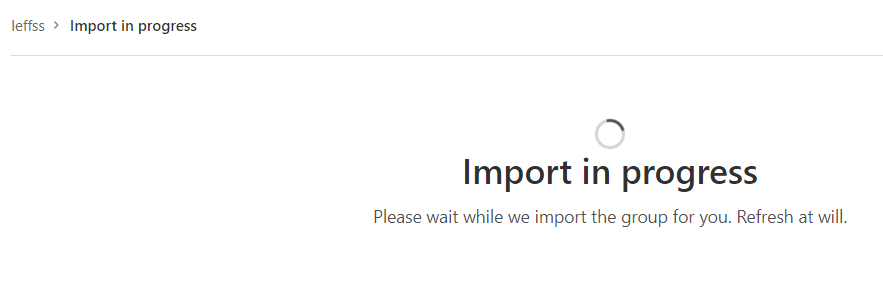 leffss > Import in progress
Import in progress
Please wait while we import the group for you. Refresh at will.